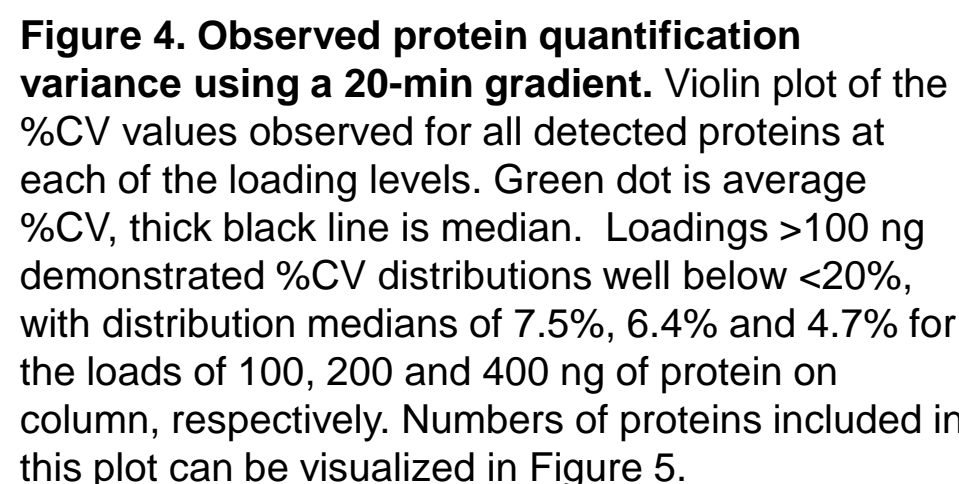 Figure 4. Observed protein quantification
variance using a 20-min gradient. Violin plot of the
%CV values observed for all detected proteins at
each of the loading levels. Green dot is average
%CV, thick black line is median.  Loadings >100 ng
demonstrated %CV distributions well below <20%,
with distribution medians of 7.5%, 6.4% and 4.7% for
the loads of 100, 200 and 400 ng of protein on
column, respectively. Numbers of proteins included in
this plot can be visualized in Figure 5.